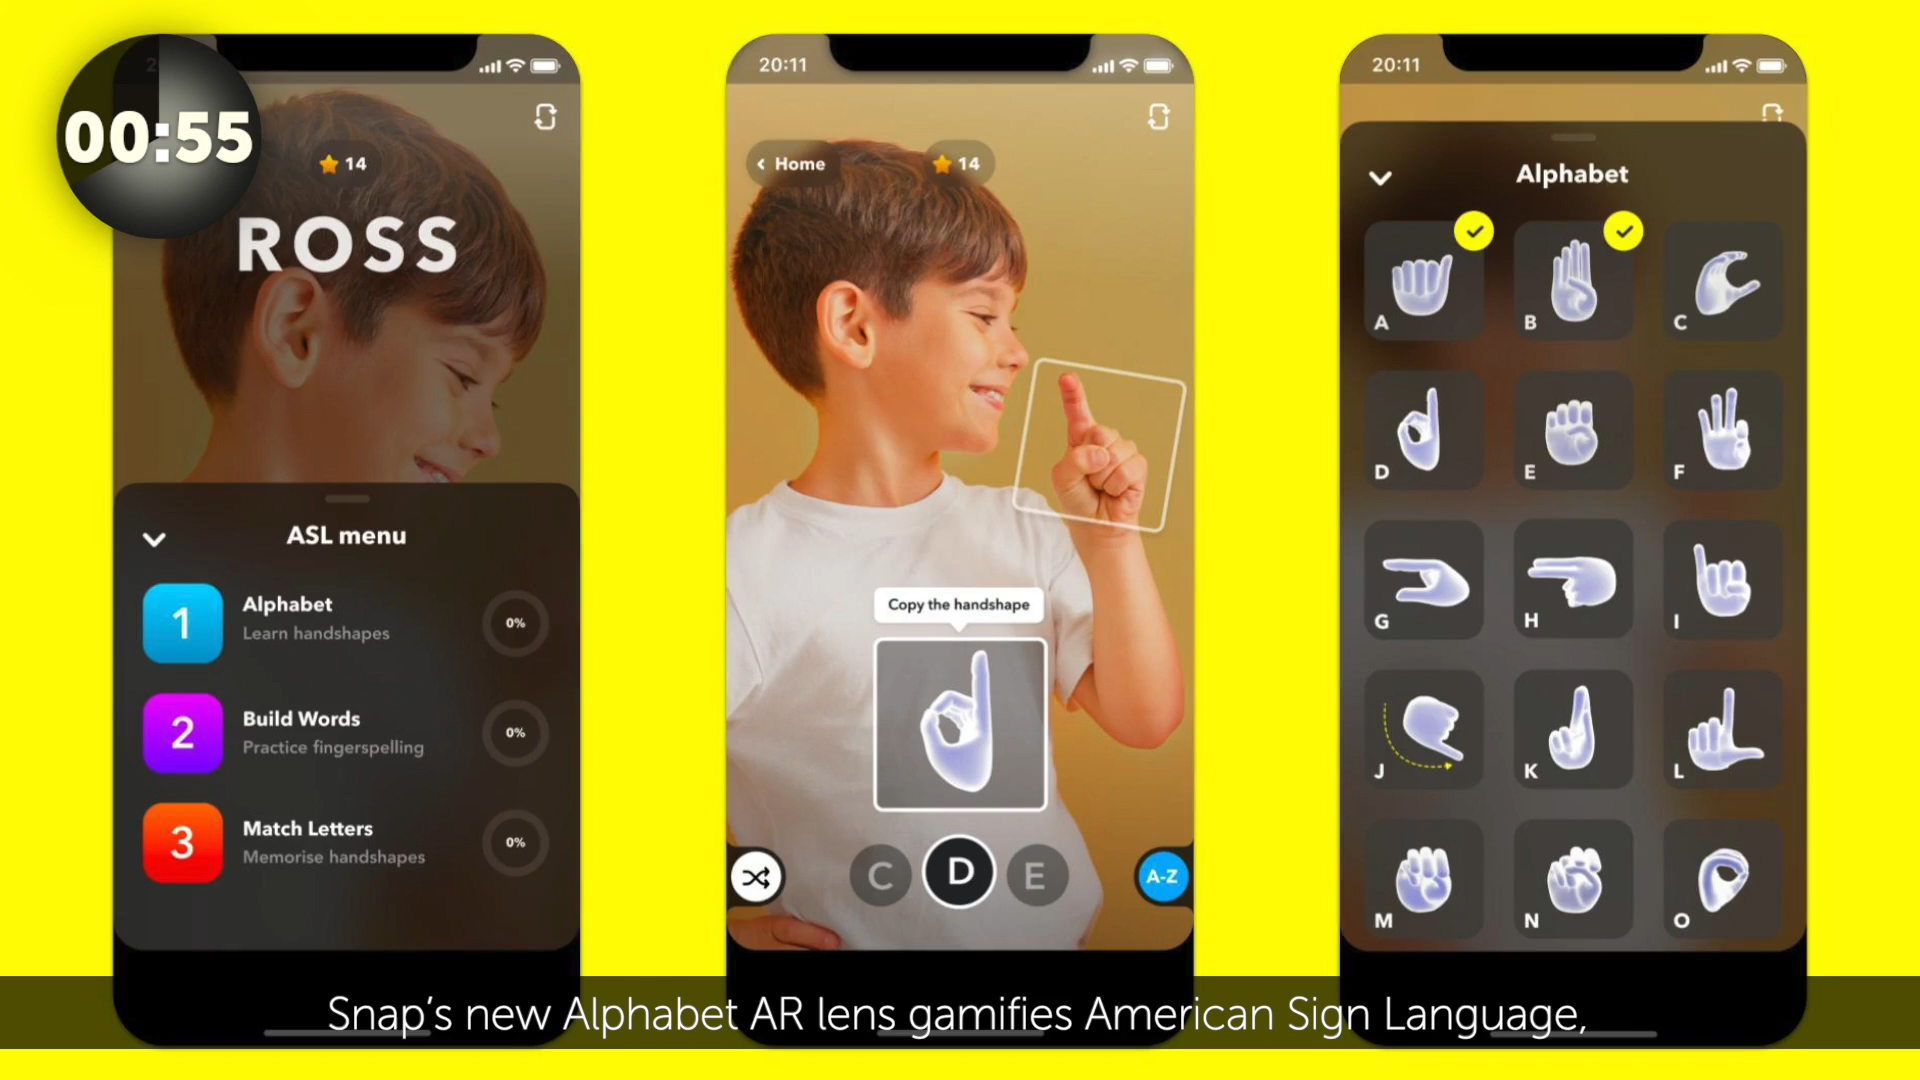 00:55
14
ROSS
ASL menu
1
Alphabet
Learn handshapes
0%
2
Build Words
Practice fingerspelling
0%
3
Match Letters
Memorise handshapes
0%
20:11
Home
14
Copy the handshape
C
D
E
A-Z
20:11
Alphabet
A
B
C
D
E
F
G
H
I
J
K
L
M
N
O
Snap’s new Alphabet AR lens gamifies American Sign Language,